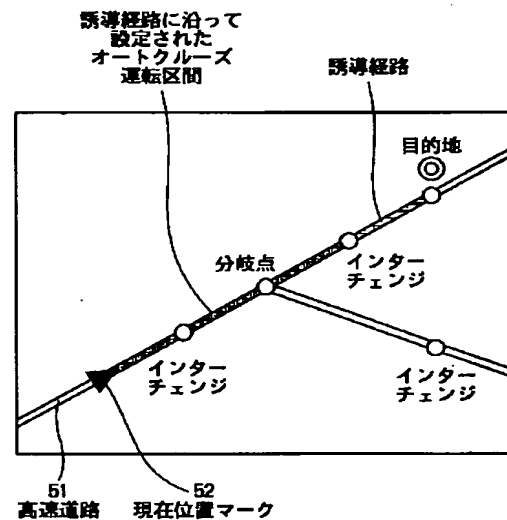 誘導経路に沿って
設定された
オートクルーズ
運転区間
誘導経路
目的地
分岐点
インター
チェンジ
インター
チェンジ
インター
チェンジ
51
高速道路
52
現在位置マーク